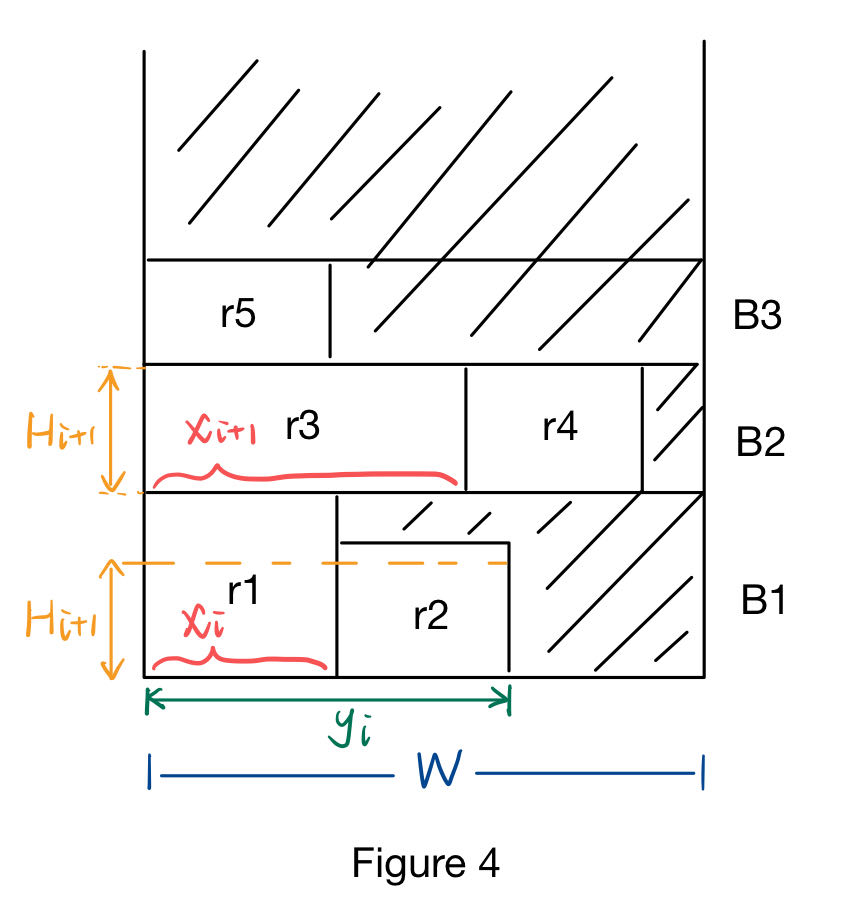 r5 B3
H_{i+1} x_{i+1} r3 r4 B2
H_{i+1} x_i r1 r2 B1
y_i
W
Figure 4